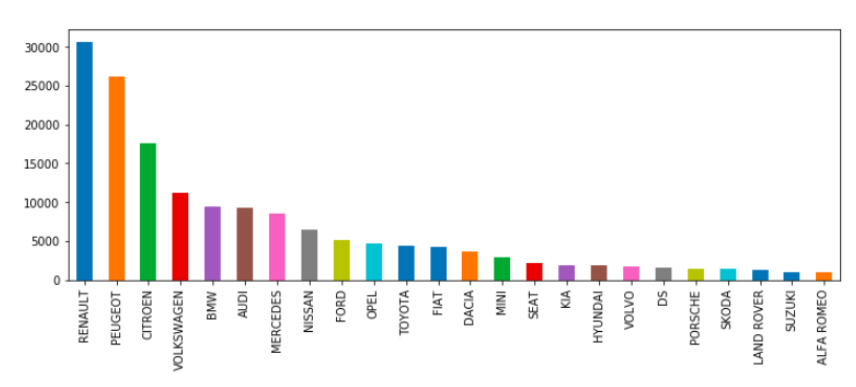 30000
25000
20000
15000
10000
5000
0
RENAULT
PEUGEOT
CITROEN
VOLKSWAGEN
BMW
AUDI
MERCEDES
NISSAN
FORD
OPEL
TOYOTA
FIAT
DACIA
MINI
SEAT
KIA
HYUNDAI
VOLVO
DS
PORSCHE
SKODA
LAND ROVER
SUZUKI
ALFA ROMEO